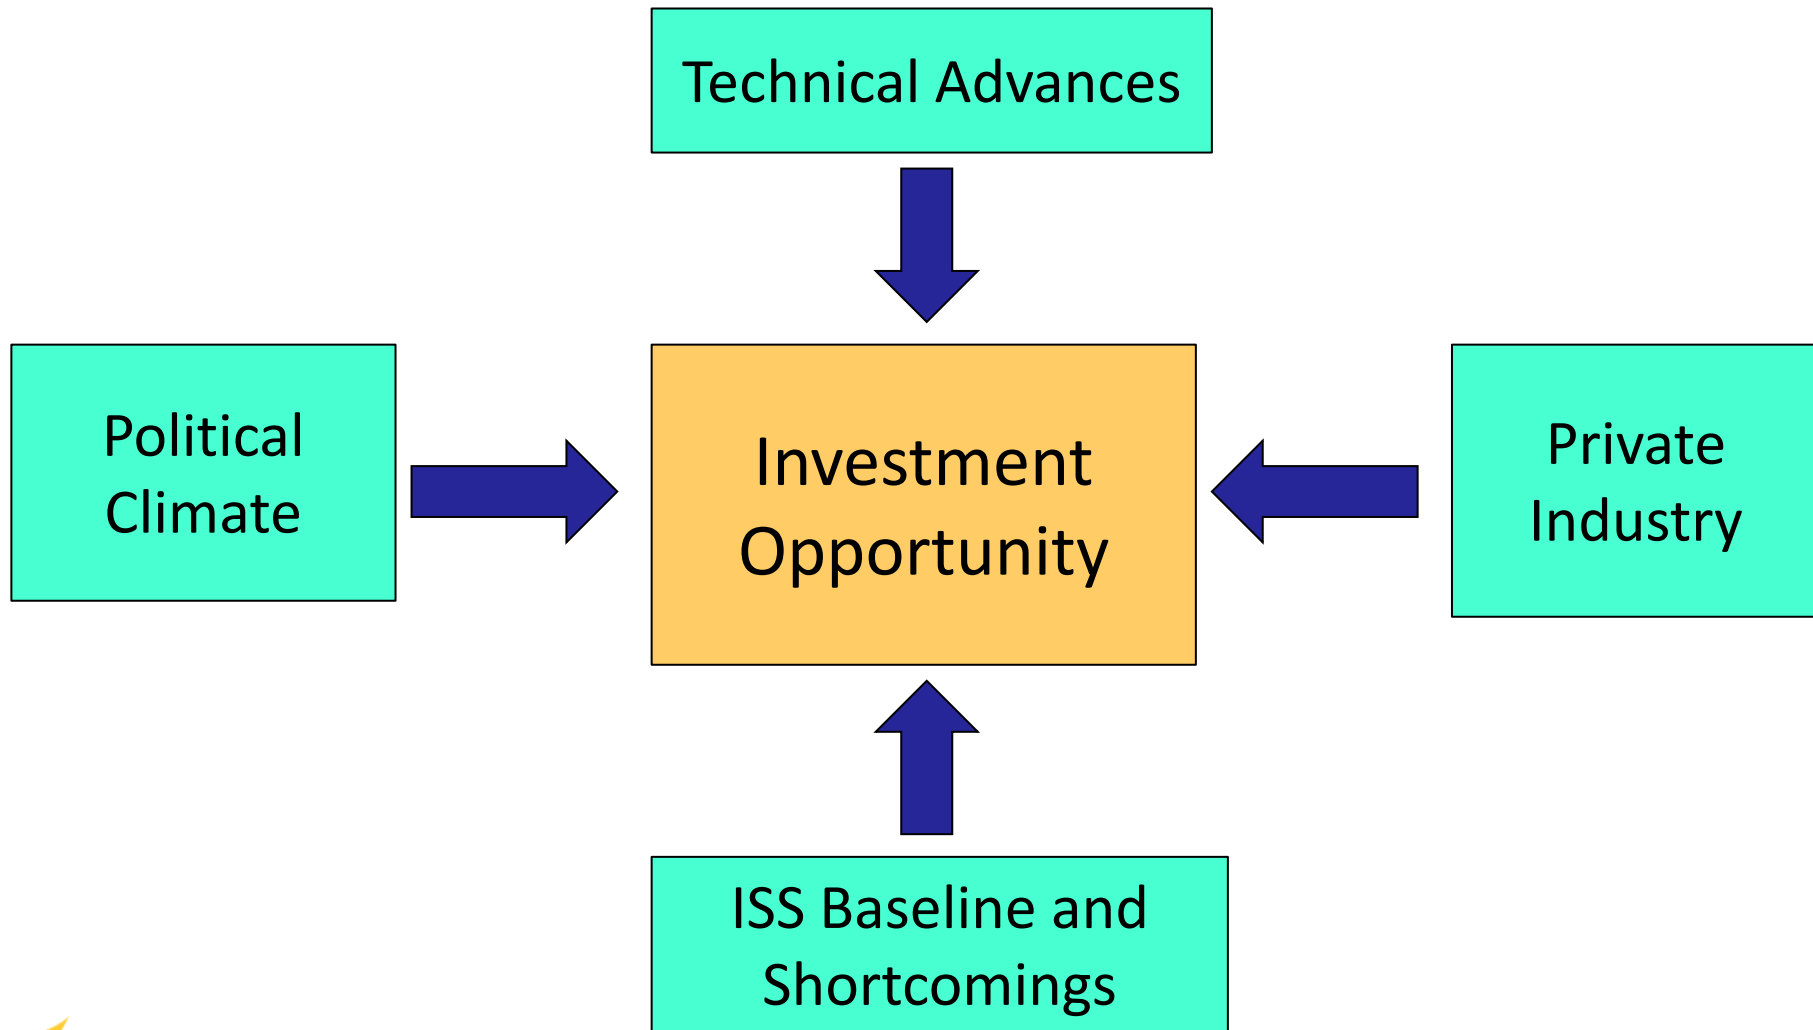 Technical Advances
Political
Climate
Investment
Opportunity
Private
Industry
ISS Baseline and
Shortcomings